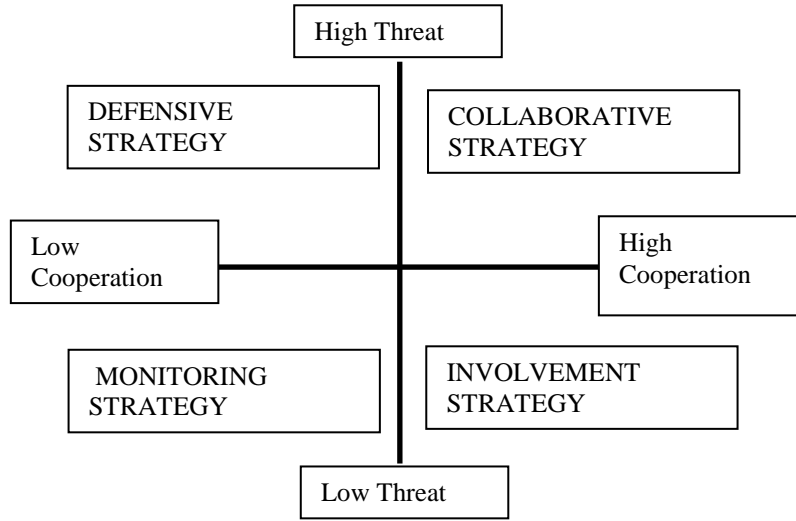 High Threat
DEFENSIVE
STRATEGY
COLLABORATIVE
STRATEGY
Low
Cooperation
High
Cooperation
MONITORING
STRATEGY
INVOLVEMENT
STRATEGY
Low Threat